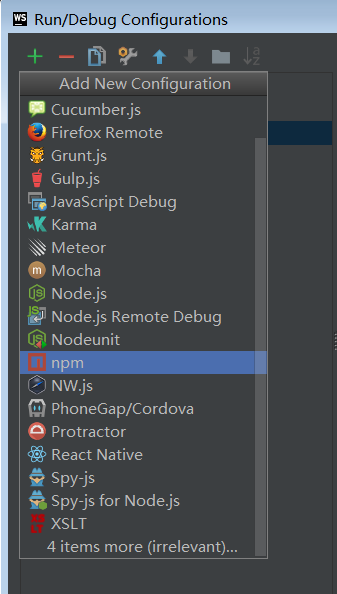 WS Run/Debug Configurations
Add New Configuration
Cucumber.js
Firefox Remote
Grunt.js
Gulp.js
JavaScript Debug
Karma
Meteor
Mocha
Node.js
Node.js Remote Debug
Nodeunit
npm
NW.js
PhoneGap/Cordova
Protractor
React Native
Spy-js
Spy-js for Node.js
XSLT
4 items more (irrelevant)...